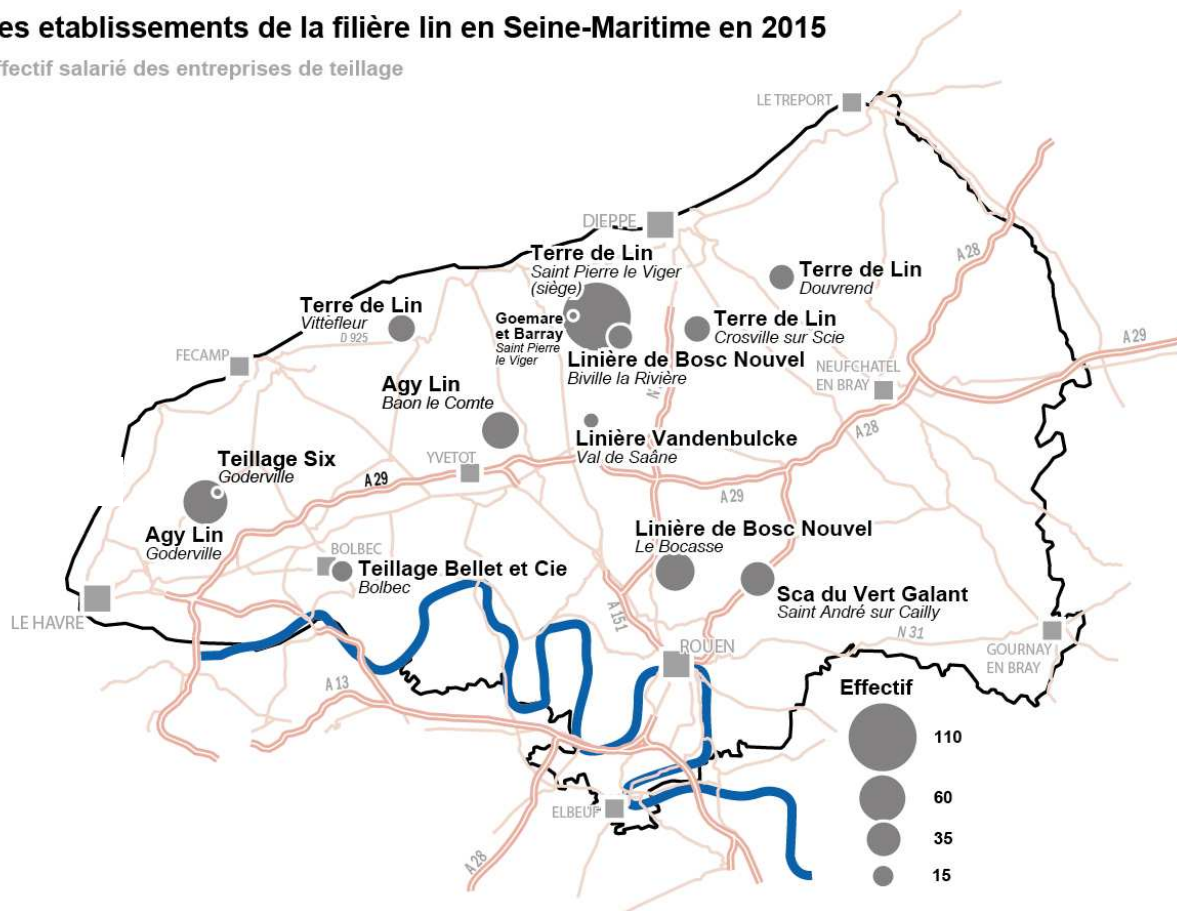 es etablissements de la filière lin en Seine-Maritime en 2015
ffectif salarié des entreprises de teillage
LE TREPORT
DIEPPE
A 28
Terre de Lin
Saint Pierre le Viger
(siège)
Terre de Lin
Douvrend
Terre de Lin
Vittefleur
D 925
Goemare
et Barray
Saint Pierre
le Viger
Terre de Lin
Crosville sur Scie
A 29
FECAMP
Linière de Bosc Nouvel
Biville la Rivière
NEUFCHATEL
EN BRAY
Agy Lin
Baon le Comte
N
Linière Vandenbulcke
Val de Saâne
A 28
Teillage Six
Goderville
YVETOT
A 29
A 29
Agy Lin
Goderville
Linière de Bosc Nouvel
Le Bocasse
BOLBEC
Teillage Bellet et Cie
Bolbec
Sca du Vert Galant
Saint André sur Cailly
LE HAVRE
A 151
N 31
ROUEN
GOURNAY
EN BRAY
A 13
Effectif
110
60
35
15
ELBEUF
A 28